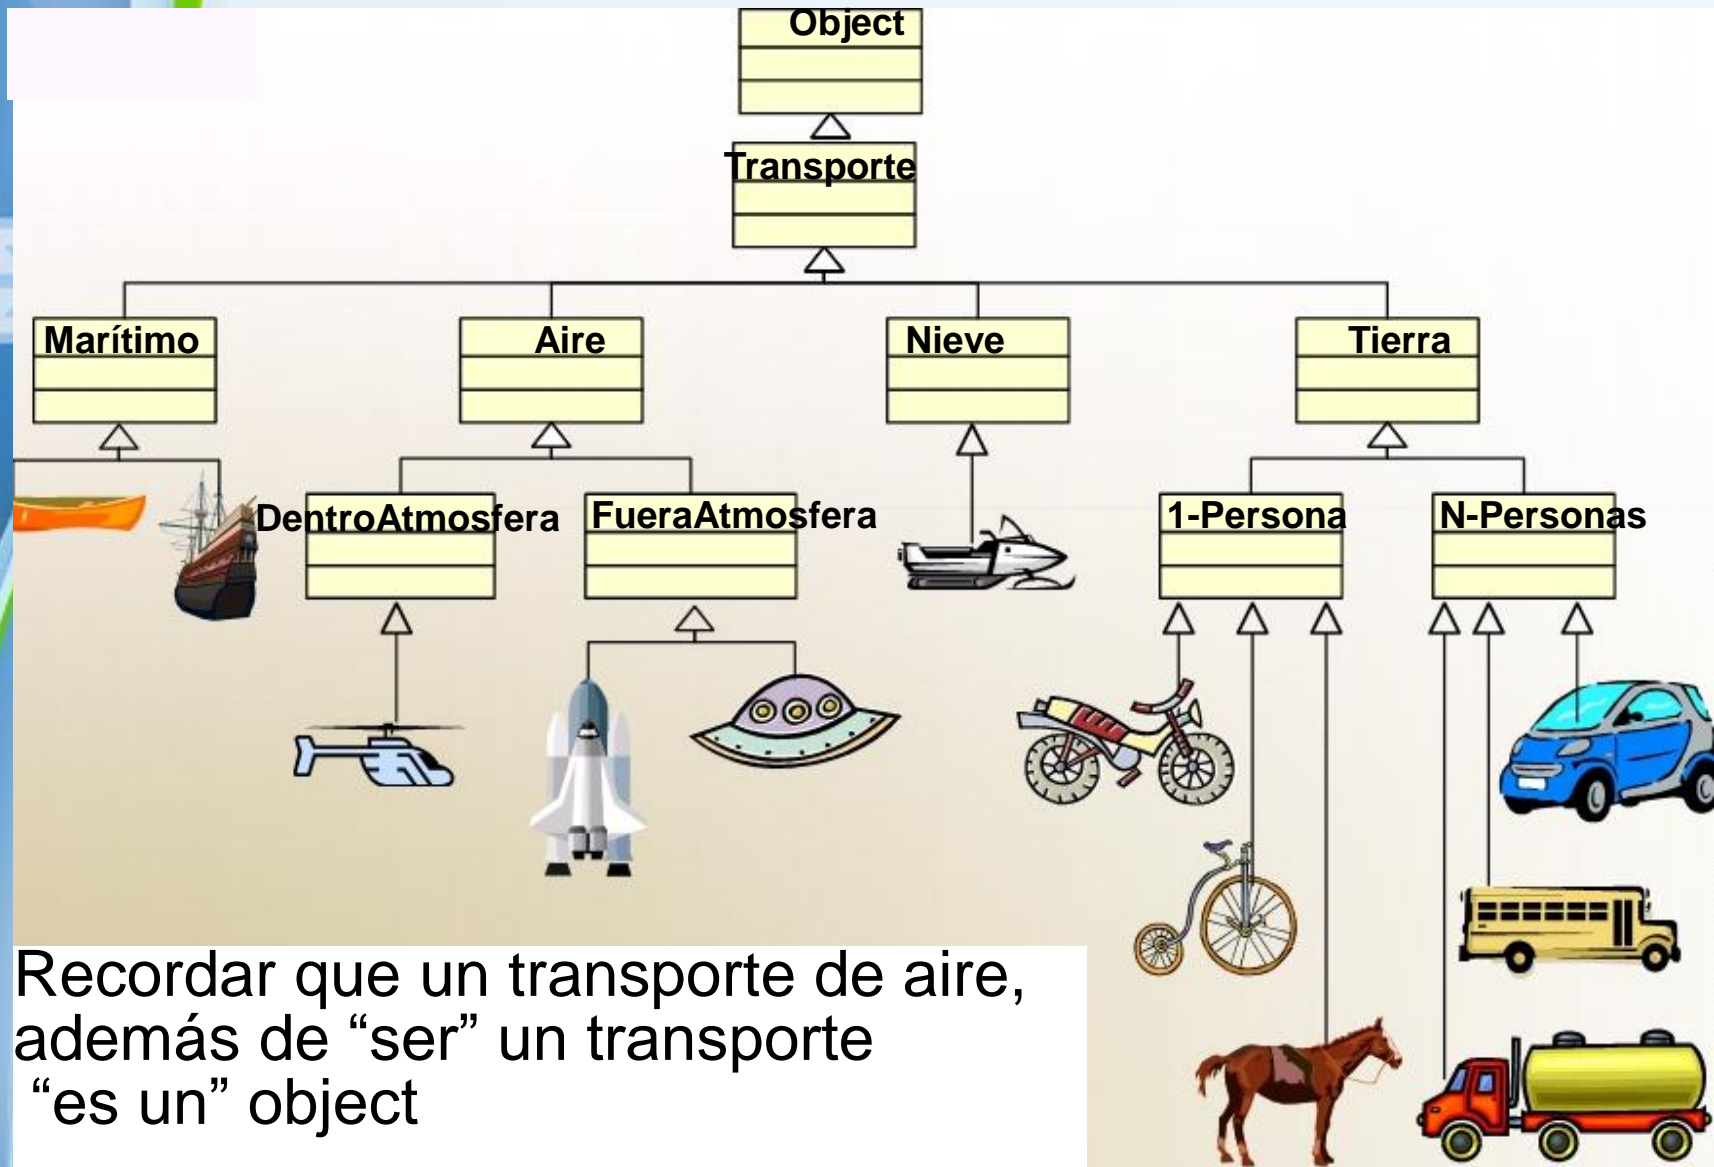 Object
Transporte
Marítimo
Aire
Nieve
Tierra
DentroAtmosfera
FueraAtmosfera
1-Persona
N-Personas
Recordar que un transporte de aire,
además de “ser” un transporte
“es un” object